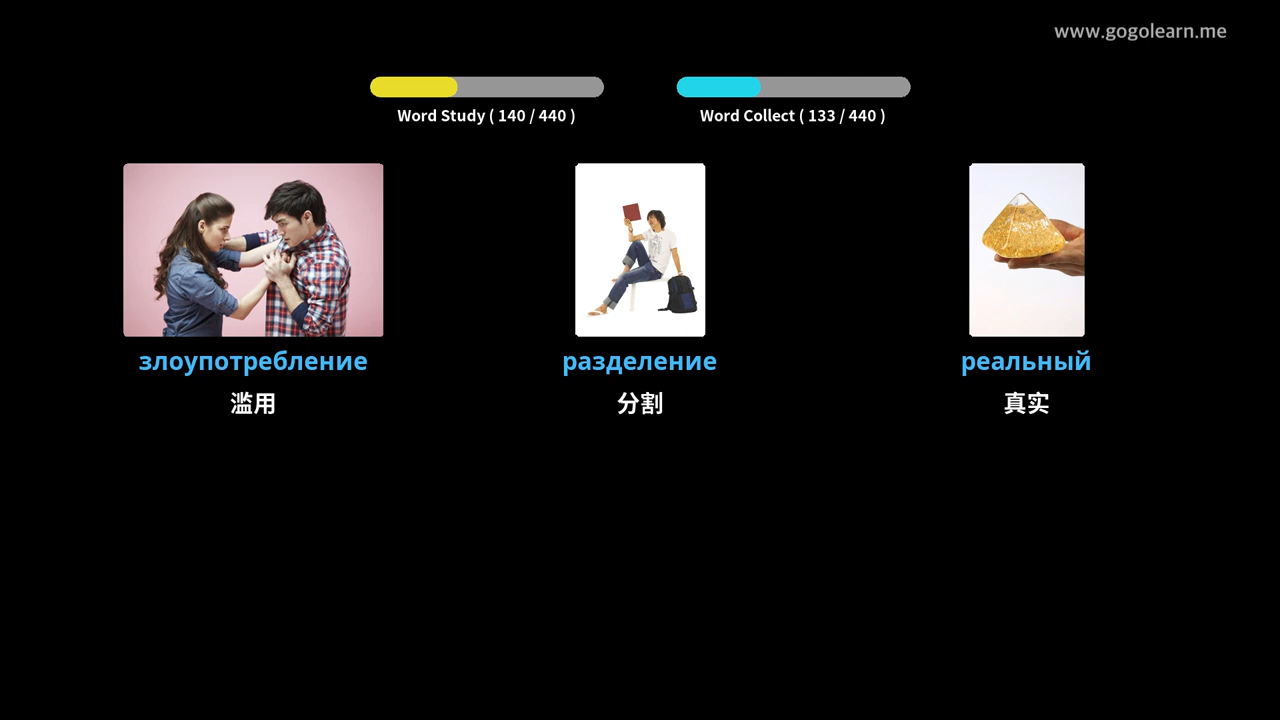 www.gogolearn.me
Word Study ( 140 / 440 )
Word Collect ( 133 / 440 )
злоупотребление
разделение
реальный
滥用
分割
真实